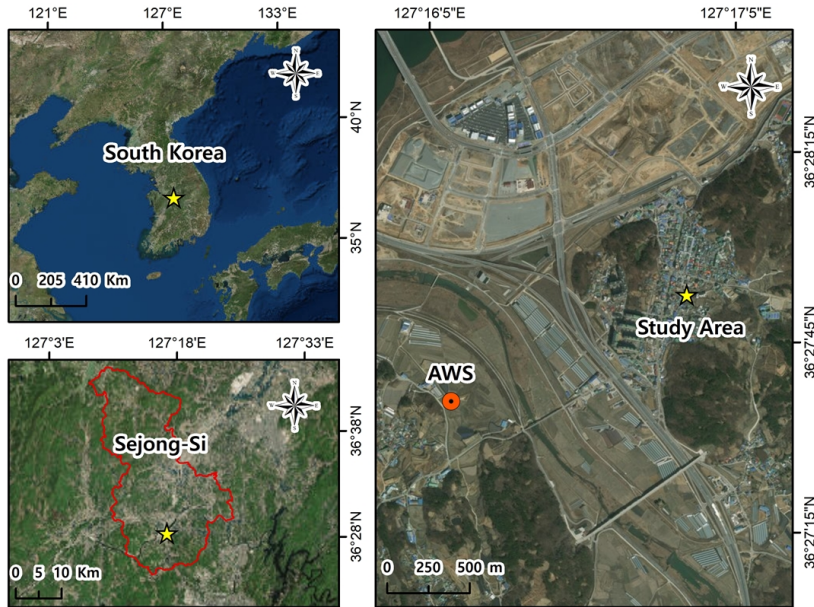 121°E 127°E 133°E
N
W E
S
South Korea
40°N
35°N
0 205 410 Km
127°3'E 127°18'E 127°33'E
N
W E
S
Sejong-Si
36°38'N
36°28'N
0 5 10 Km
127°16'5"E 127°17'5"E
N
W E
S
36°28'15"N
Study Area
36°27'45"N
AWS
36°27'15"N
0 250 500 m